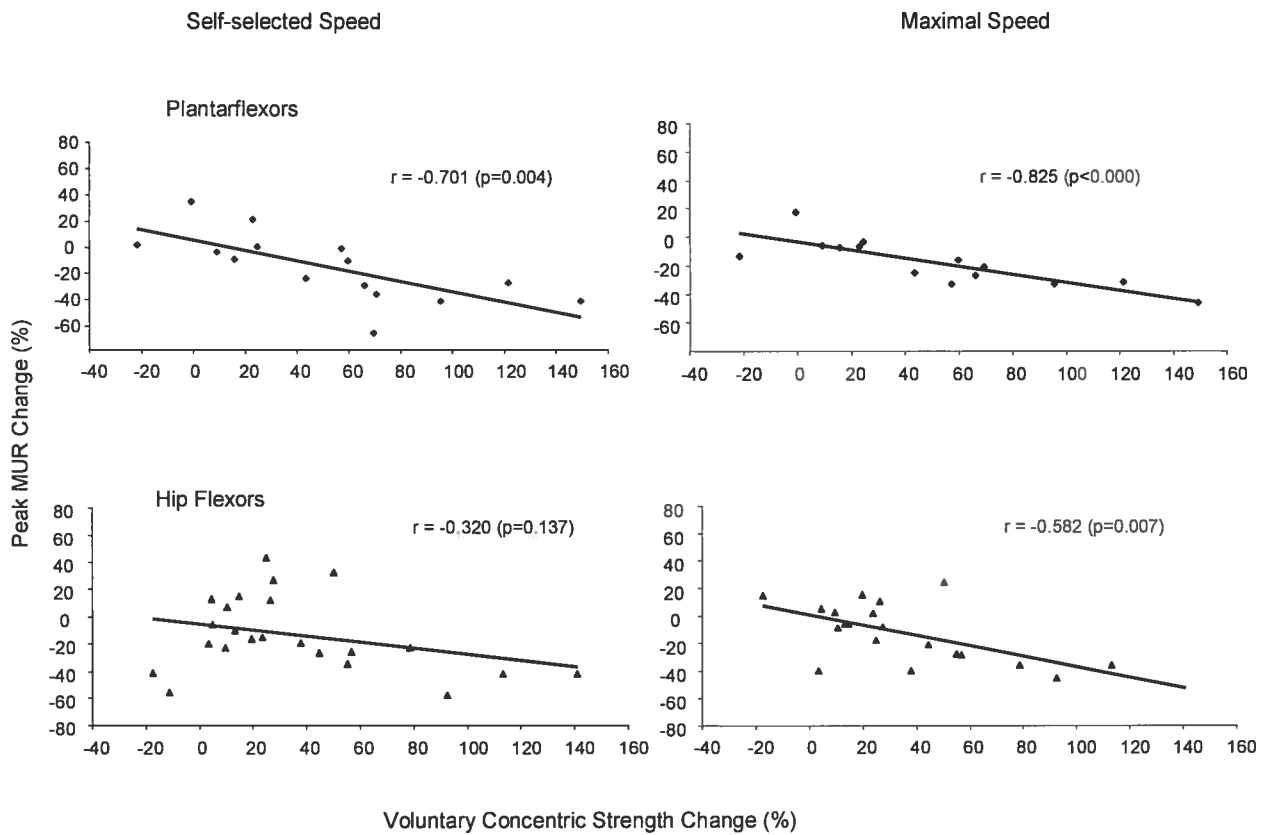 Self-selected Speed
Maximal Speed
Plantarflexors
r = -0.701 (p=0.004)
80
60
40
20
0
-20
-40
-60
-40 -20 0 20 40 60 80 100 120 140 160
r = -0.825 (p<0.000)
80
60
40
20
0
-20
-40
-60
-40 -20 0 20 40 60 80 100 120 140 160
Peak MUR Change (%)
Hip Flexors
r = -0.320 (p=0.137)
80
60
40
20
0
-20
-40
-60
-80
-40 -20 0 20 40 60 80 100 120 140 160
r = -0.582 (p=0.007)
80
60
40
20
0
-20
-40
-60
-80
-40 -20 0 20 40 60 80 100 120 140 160
Voluntary Concentric Strength Change (%)